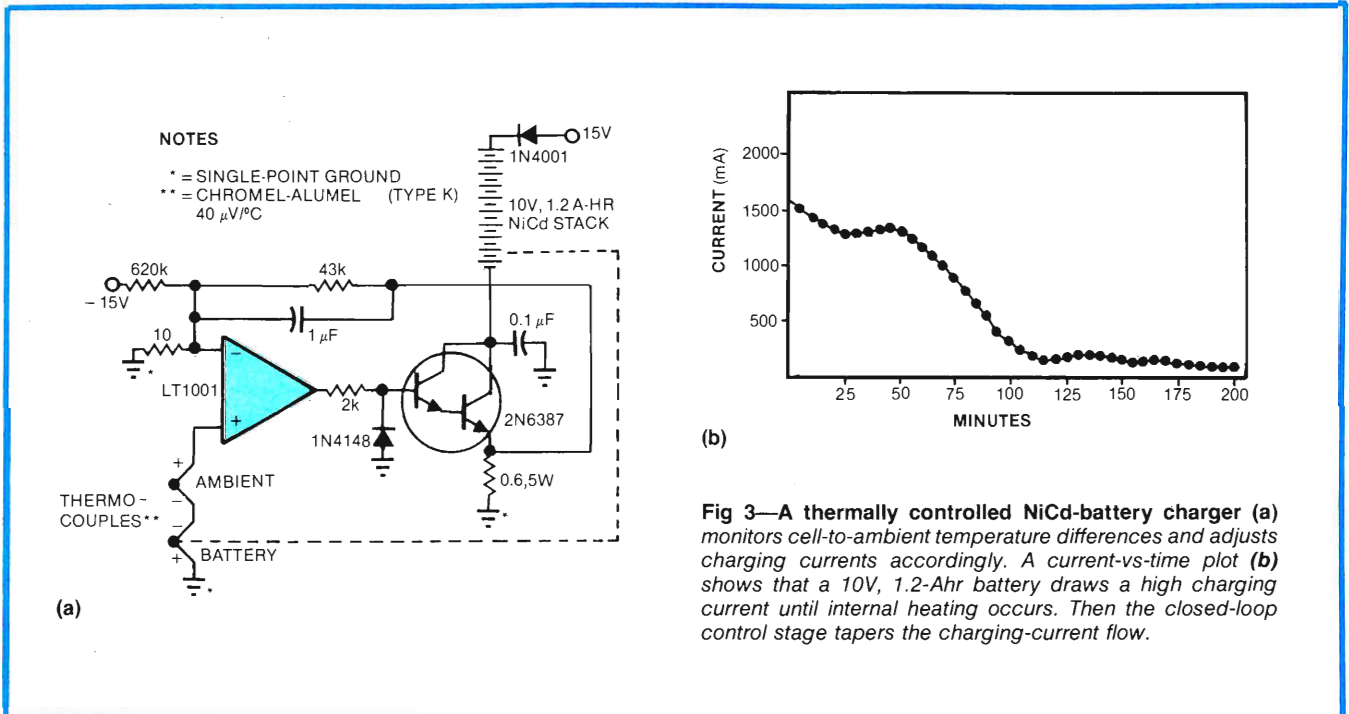 NOTES
* = SINGLE-POINT GROUND
** = CHROMEL-ALUMEL (TYPE K)
40 µV/ºC
15V
1N4001
10V, 1.2 A-HR
NiCd STACK
620k
43k
– 15V
1 µF
10
*
0.1 µF
–
LT1001
+
2k
2N6387
1N4148
+
AMBIENT
–
THERMO-
COUPLES**
–
BATTERY
+
*
0.6,5W
*
(a)
CURRENT (mA)
2000
1500
1000
500
25 50 75 100 125 150 175 200
MINUTES
(b)
Fig 3—A thermally controlled NiCd-battery charger (a)
monitors cell-to-ambient temperature differences and adjusts
charging currents accordingly. A current-vs-time plot (b)
shows that a 10V, 1.2-Ahr battery draws a high charging
current until internal heating occurs. Then the closed-loop
control stage tapers the charging-current flow.